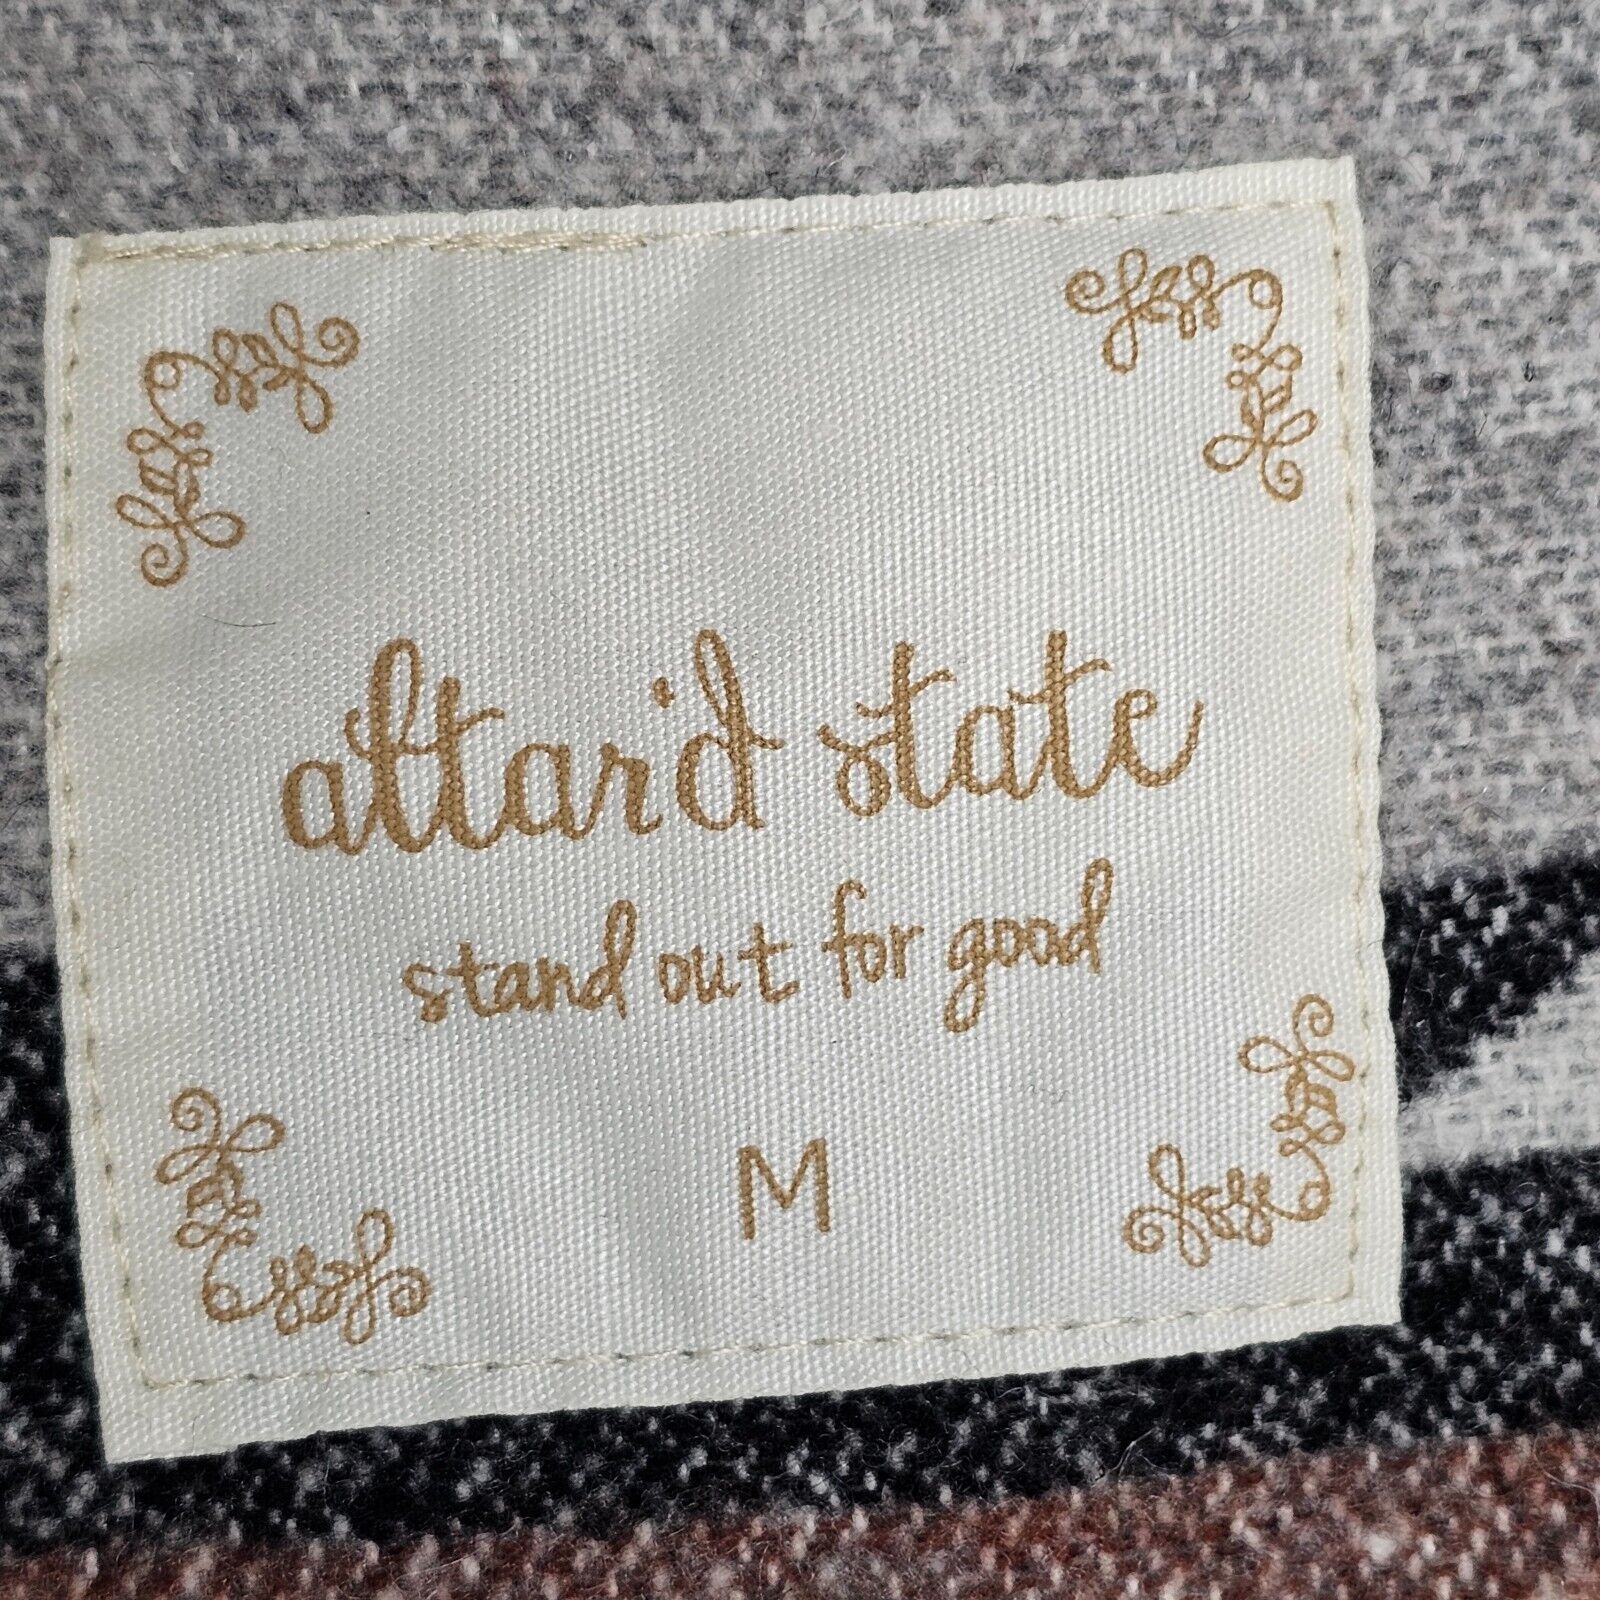 altar'd state
stand out for good
M